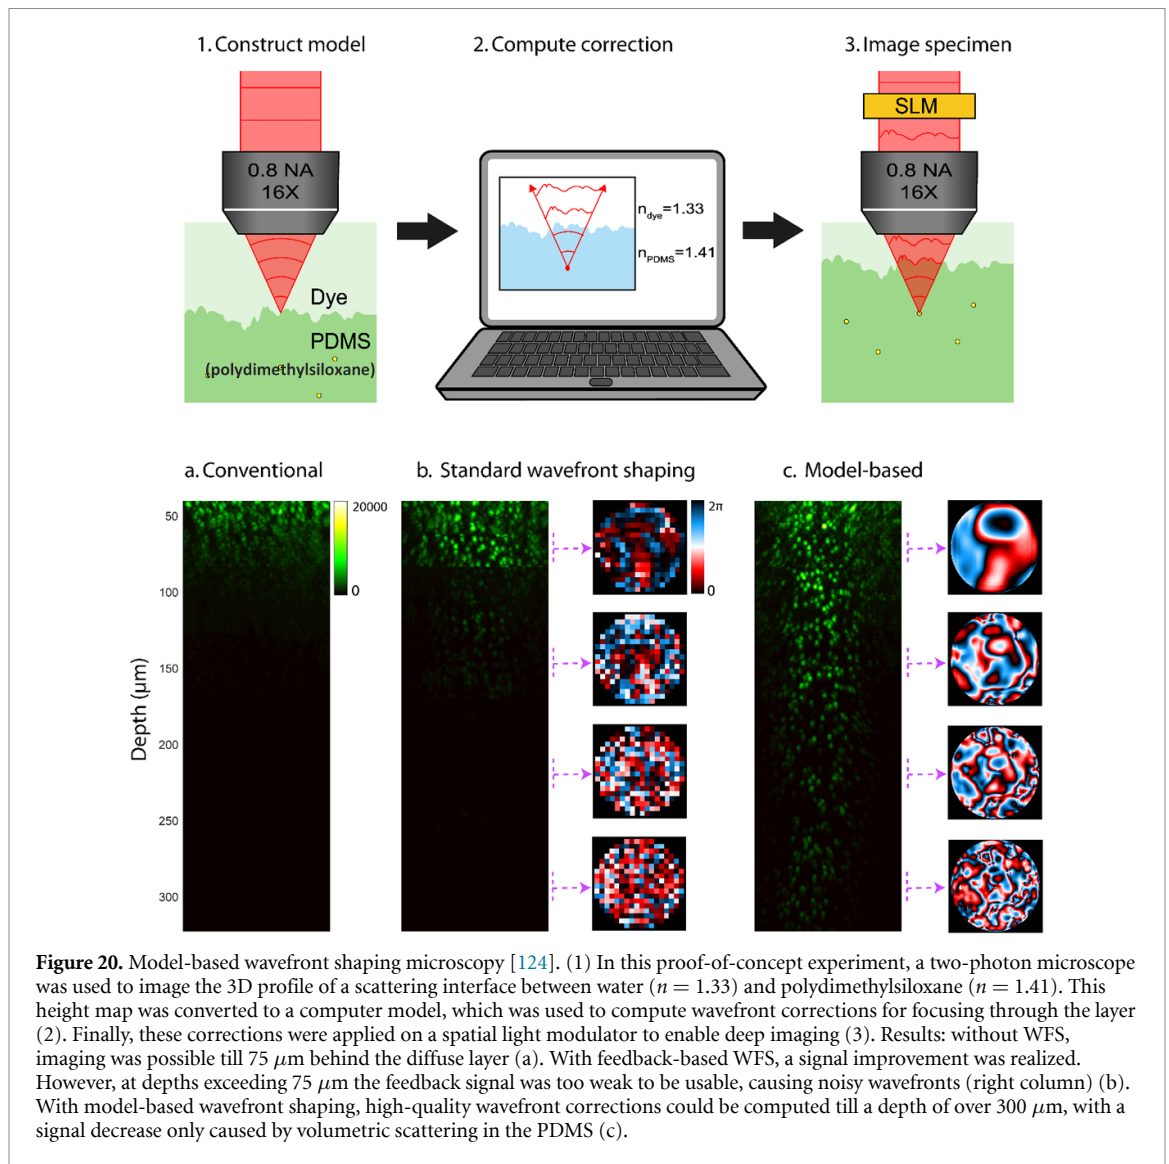 1. Construct model
2. Compute correction
3. Image specimen
0.8 NA
16X
Dye
PDMS
(polydimethylsiloxane)
n_dye=1.33
n_PDMS=1.41
SLM
0.8 NA
16X
a. Conventional
b. Standard wavefront shaping
c. Model-based
Depth (µm)
50
100
150
200
250
300
20000
0
2π
0
Figure 20. Model-based wavefront shaping microscopy [124]. (1) In this proof-of-concept experiment, a two-photon microscope
was used to image the 3D profile of a scattering interface between water (n = 1.33) and polydimethylsiloxane (n = 1.41). This
height map was converted to a computer model, which was used to compute wavefront corrections for focusing through the layer
(2). Finally, these corrections were applied on a spatial light modulator to enable deep imaging (3). Results: without WFS,
imaging was possible till 75 μm behind the diffuse layer (a). With feedback-based WFS, a signal improvement was realized.
However, at depths exceeding 75 μm the feedback signal was too weak to be usable, causing noisy wavefronts (right column) (b).
With model-based wavefront shaping, high-quality wavefront corrections could be computed till a depth of over 300 μm, with a
signal decrease only caused by volumetric scattering in the PDMS (c).